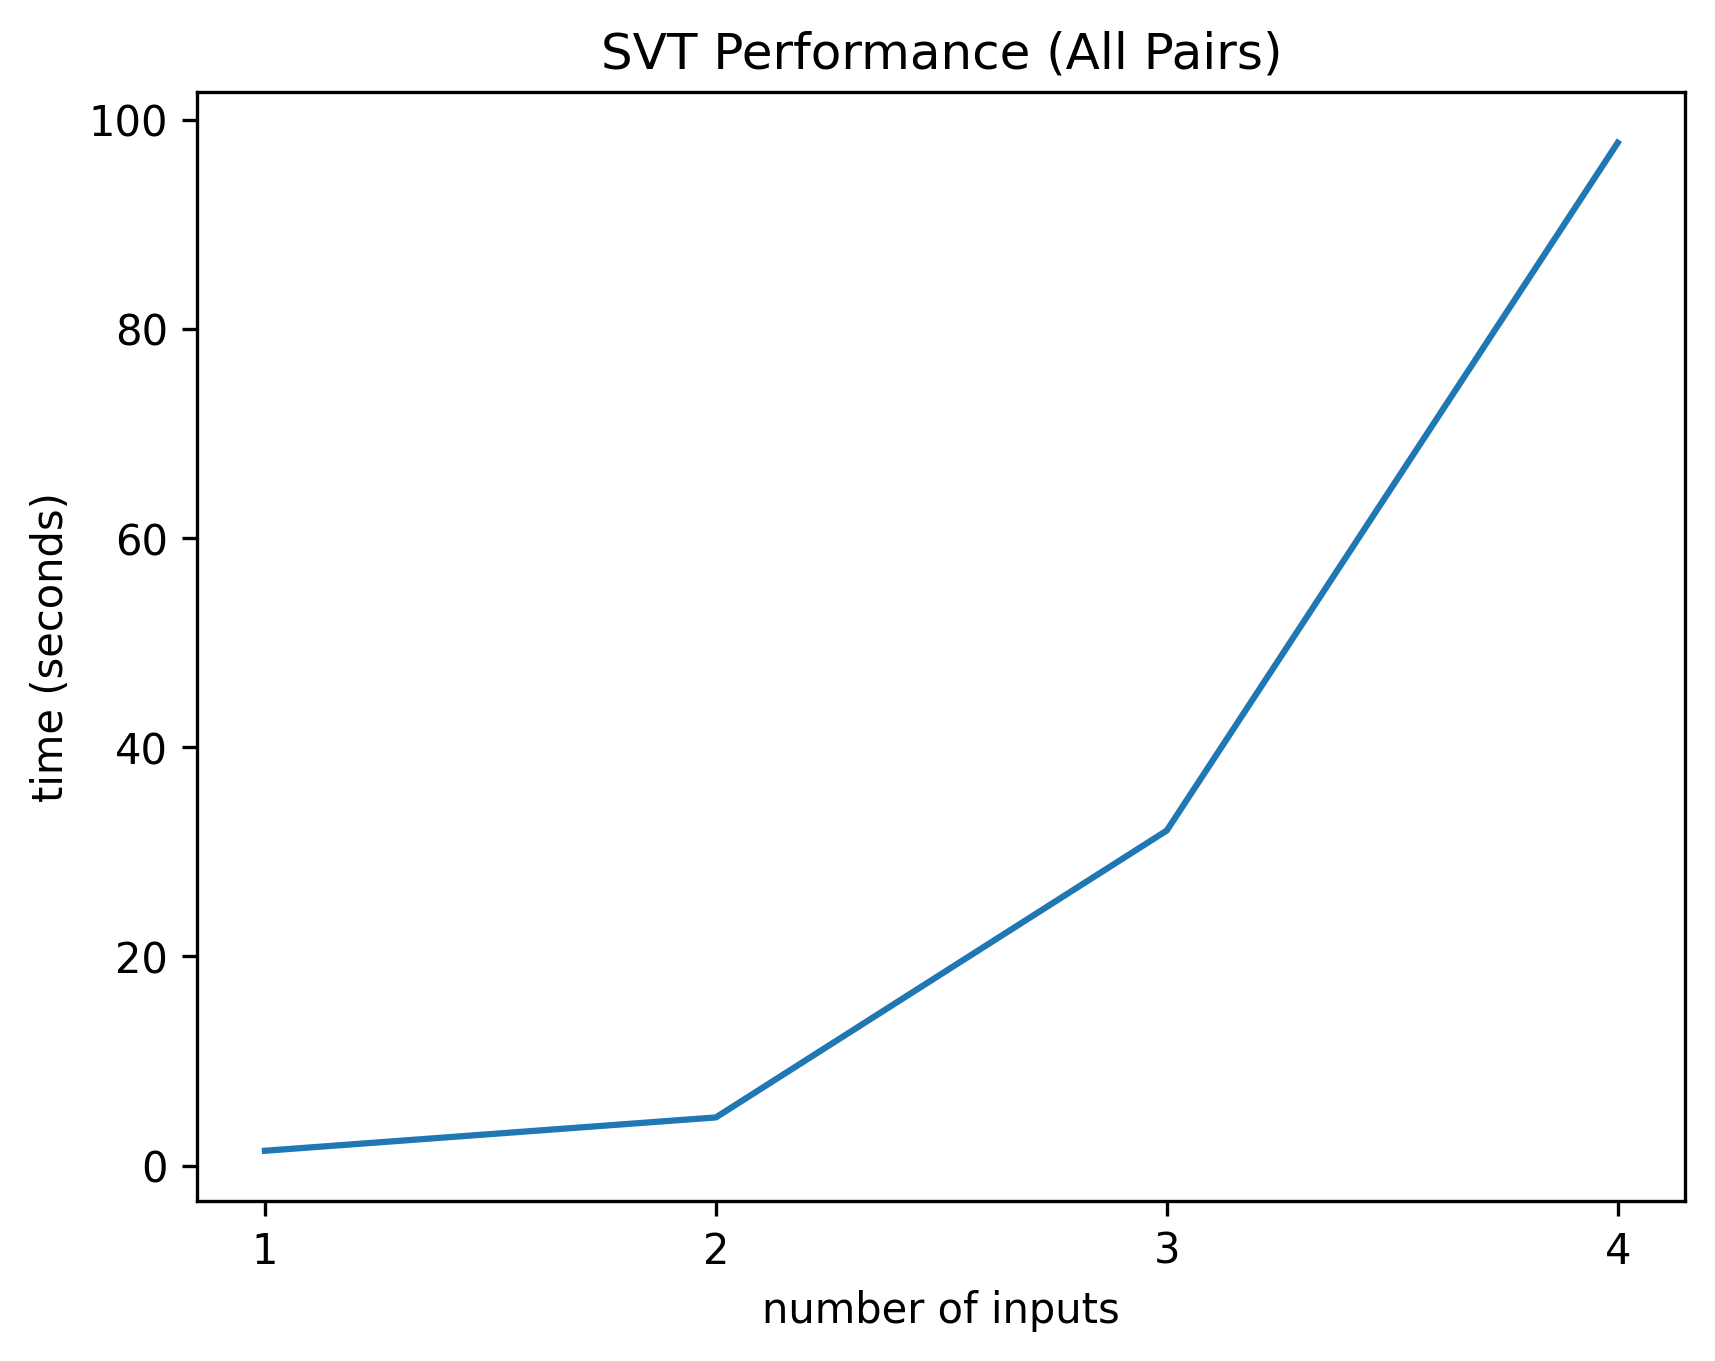 SVT Performance (All Pairs)
100
80
60
40
20
0
time (seconds)
1 2 3 4
number of inputs